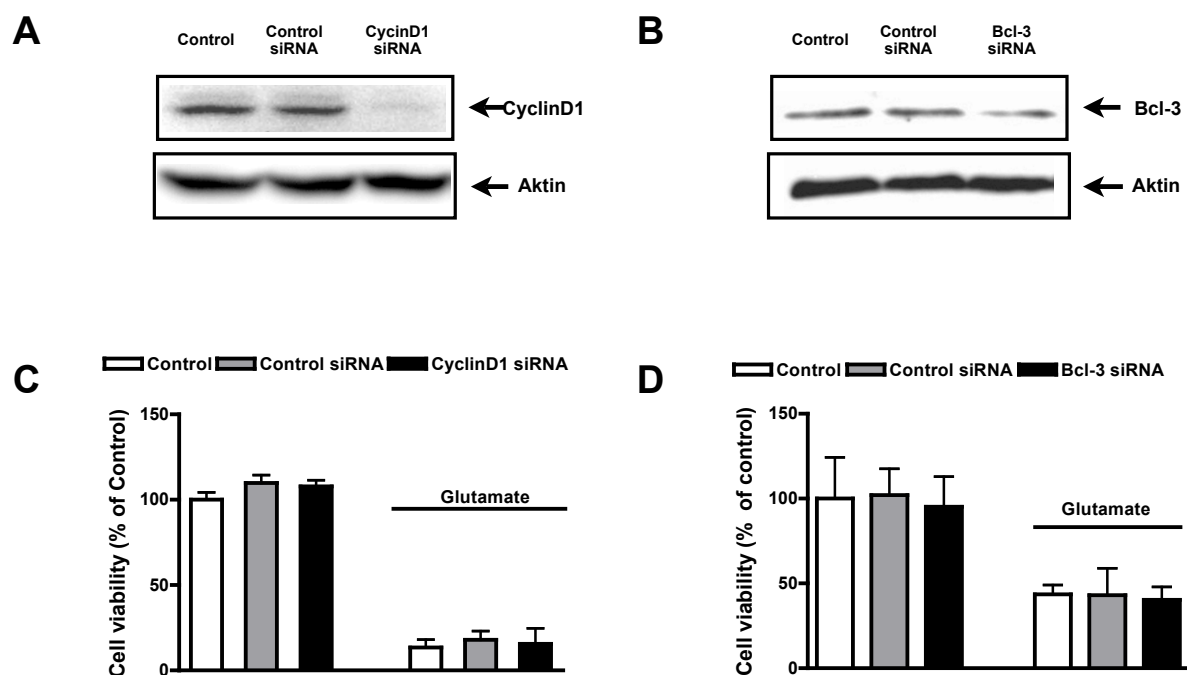 A
Control
Control
siRNA
CycinD1
siRNA
CyclinD1
Aktin
B
Control
Control
siRNA
Bcl-3
siRNA
Bcl-3
Aktin
C
Control Control siRNA CyclinD1 siRNA
Cell viability (% of Control)
150
100
50
0
Glutamate
D
Control Control siRNA Bcl-3 siRNA
Cell viability (% of control)
150
100
50
0
Glutamate